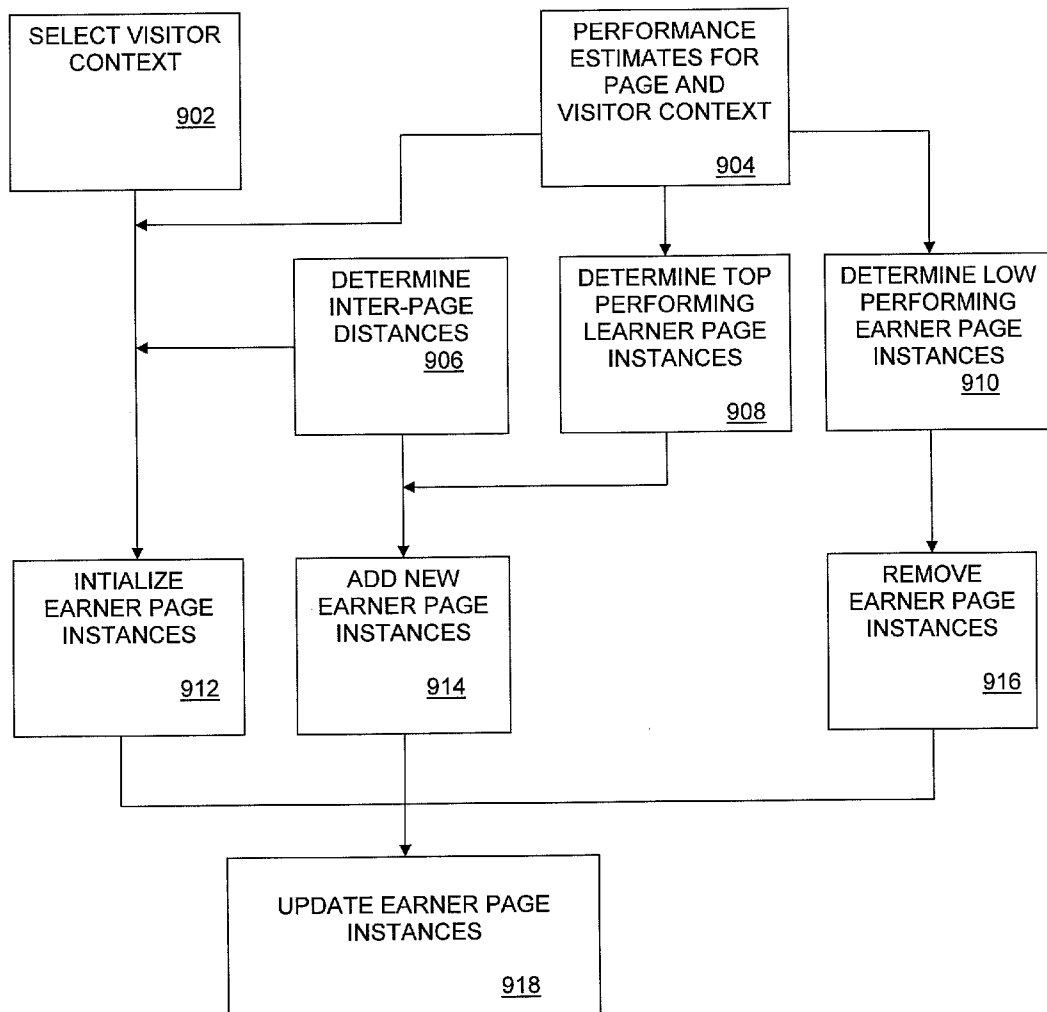 SELECT VISITOR
CONTEXT
902
PERFORMANCE
ESTIMATES FOR
PAGE AND
VISITOR CONTEXT
904
DETERMINE
INTER-PAGE
DISTANCES
906
DETERMINE TOP
PERFORMING
LEARNER PAGE
INSTANCES
908
DETERMINE LOW
PERFORMING
EARNER PAGE
INSTANCES
910
INTIALIZE
EARNER PAGE
INSTANCES
912
ADD NEW
EARNER PAGE
INSTANCES
914
REMOVE
EARNER PAGE
INSTANCES
916
UPDATE EARNER PAGE
INSTANCES
918